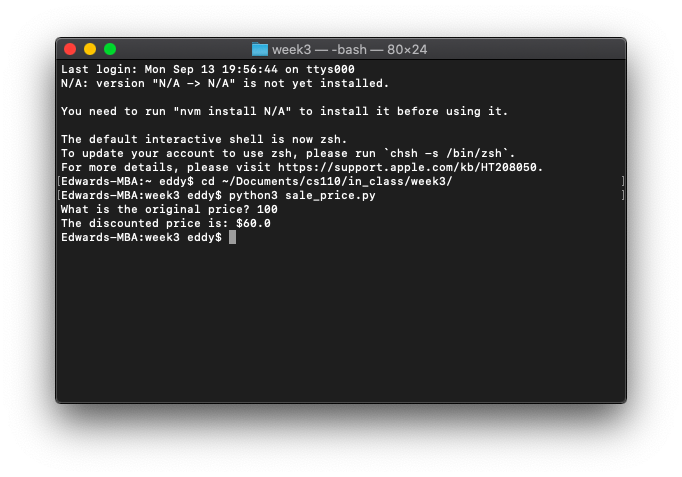 week3 — -bash — 80×24
Last login: Mon Sep 13 19:56:44 on ttys000
N/A: version "N/A -> N/A" is not yet installed.
You need to run "nvm install N/A" to install it before using it.
The default interactive shell is now zsh.
To update your account to use zsh, please run `chsh -s /bin/zsh`.
For more details, please visit https://support.apple.com/kb/HT208050.
[Edwards-MBA:~ eddy$ cd ~/Documents/cs110/in_class/week3/ ]
[Edwards-MBA:week3 eddy$ python3 sale_price.py ]
What is the original price? 100
The discounted price is: $60.0
Edwards-MBA:week3 eddy$